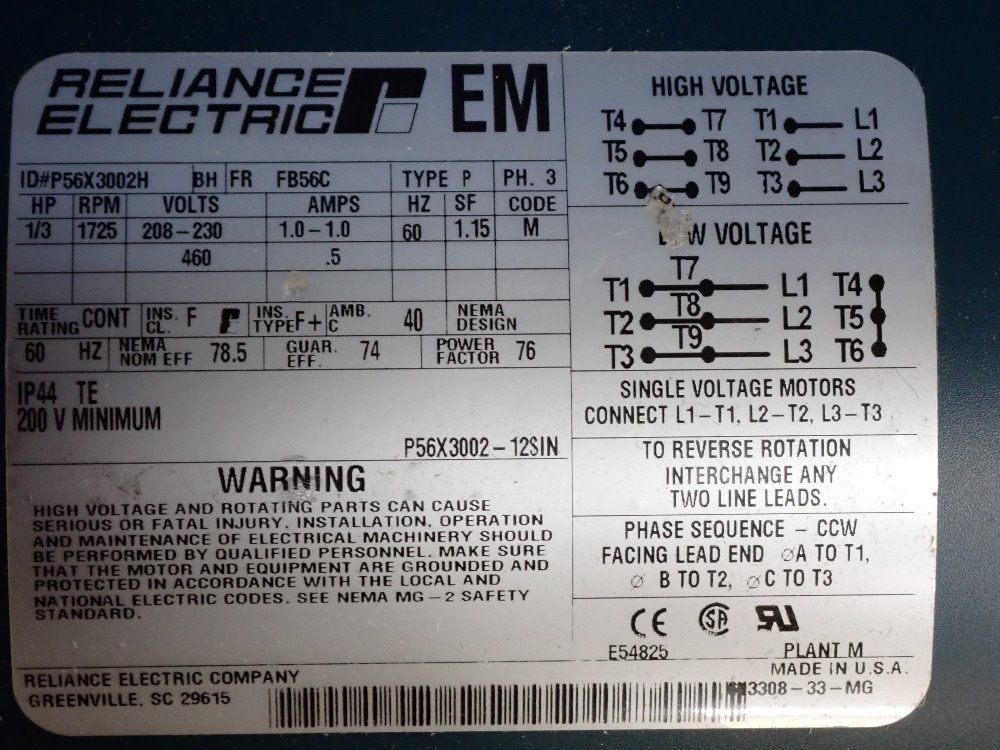 RELIANCE
ELECTRIC
EM
ID#P56X3002H BH FR FB56C TYPE P PH. 3
HP RPM VOLTS AMPS HZ SF CODE
1/3 1725 208-230 1.0-1.0 60 1.15 M
460 .5
TIME RATING CONT INS. CL. F INS. TYPE F+ AMB. C 40 NEMA DESIGN
60 HZ NEMA NOM EFF 78.5 GUAR. EFF. 74 POWER FACTOR 76
IP44 TE
200 V MINIMUM
P56X3002-12SIN
WARNING
HIGH VOLTAGE AND ROTATING PARTS CAN CAUSE
SERIOUS OR FATAL INJURY. INSTALLATION, OPERATION
AND MAINTENANCE OF ELECTRICAL MACHINERY SHOULD
BE PERFORMED BY QUALIFIED PERSONNEL. MAKE SURE
THAT THE MOTOR AND EQUIPMENT ARE GROUNDED AND
PROTECTED IN ACCORDANCE WITH THE LOCAL AND
NATIONAL ELECTRIC CODES. SEE NEMA MG-2 SAFETY
STANDARD.
RELIANCE ELECTRIC COMPANY
GREENVILLE, SC 29615
HIGH VOLTAGE
T4 T7 T1 L1
T5 T8 T2 L2
T6 T9 T3 L3
LOW VOLTAGE
T7
T1 L1 T4
T8
T2 L2 T5
T9
T3 L3 T6
SINGLE VOLTAGE MOTORS
CONNECT L1-T1, L2-T2, L3-T3
TO REVERSE ROTATION
INTERCHANGE ANY
TWO LINE LEADS.
PHASE SEQUENCE - CCW
FACING LEAD END ØA TO T1,
Ø B TO T2, ØC TO T3
CE SA UR
E54825 PLANT M
MADE IN U.S.A.
3308-33-MG